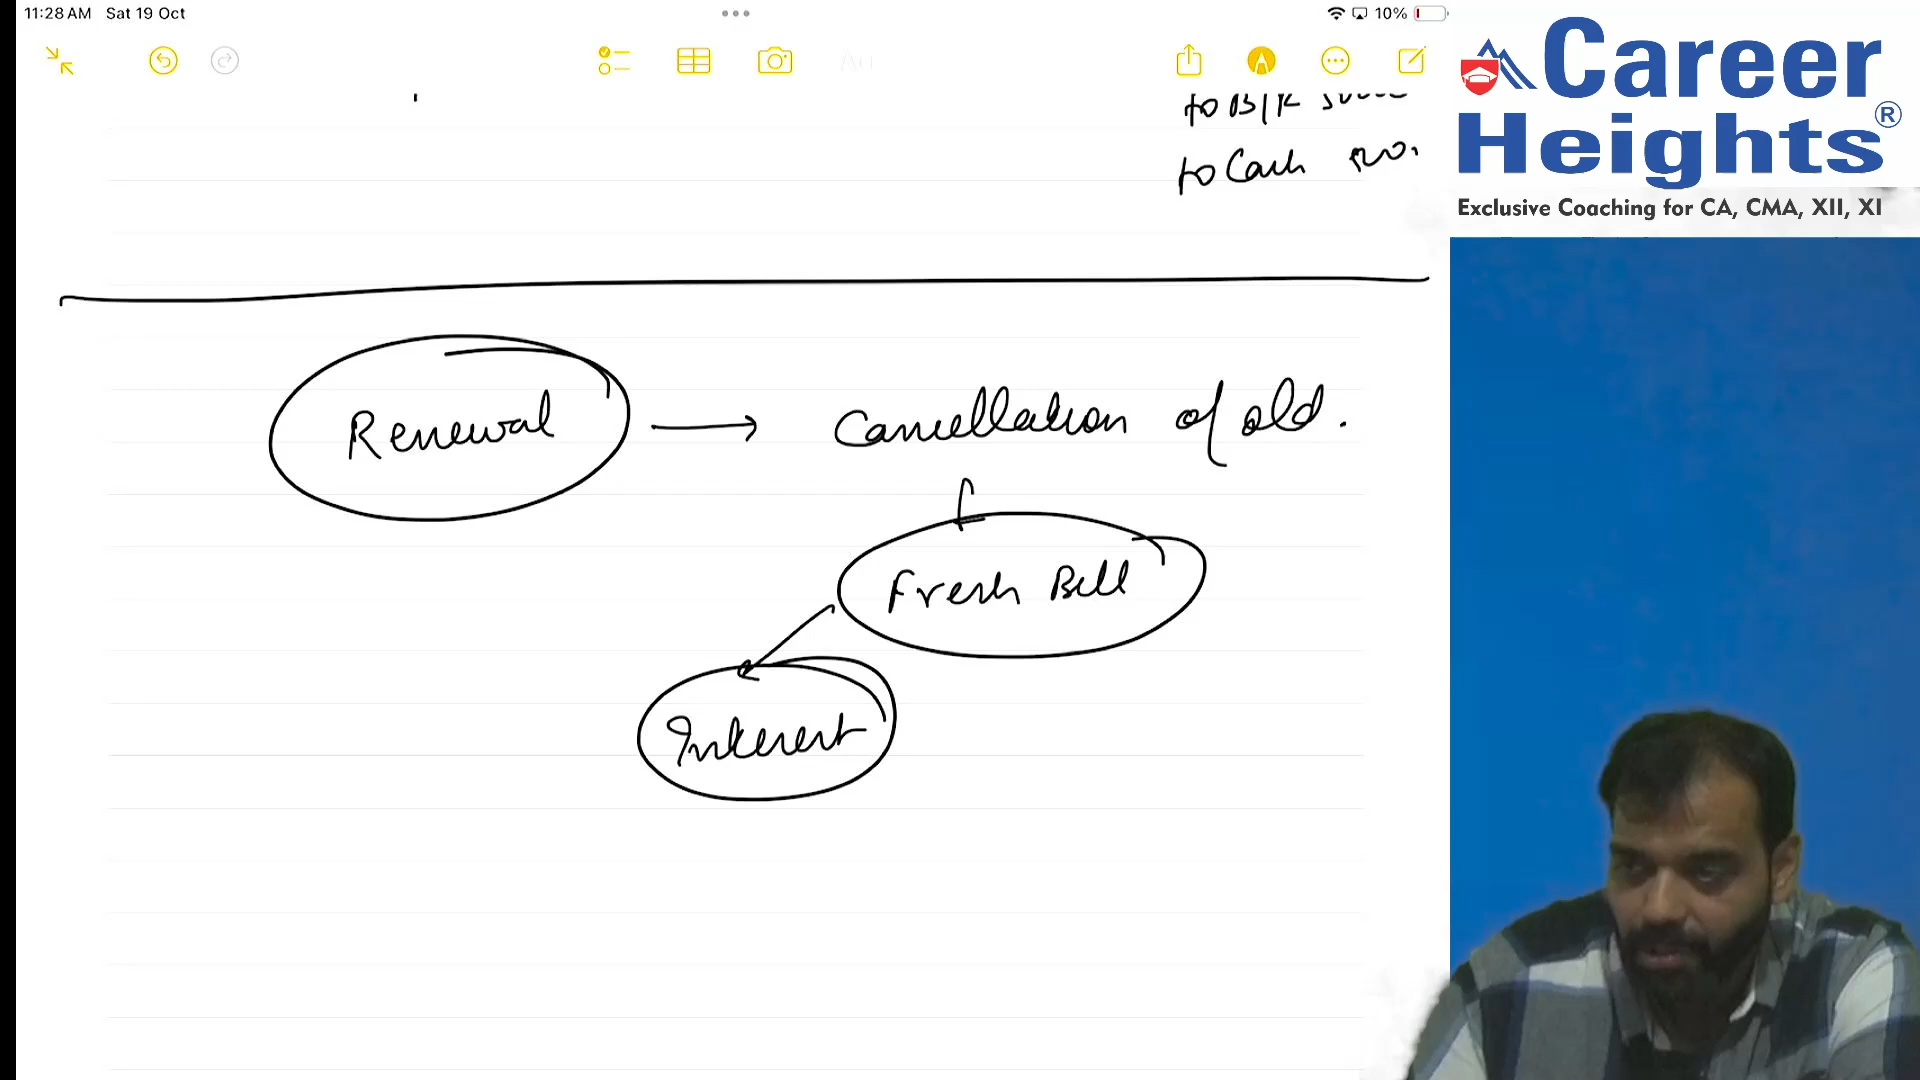 11:28 AM Sat 19 Oct
10%
Career
Heights®
Exclusive Coaching for CA, CMA, XII, XI
to B/R
to Cash
Renewal → Cancellation of old.
Fresh Bill
Interest